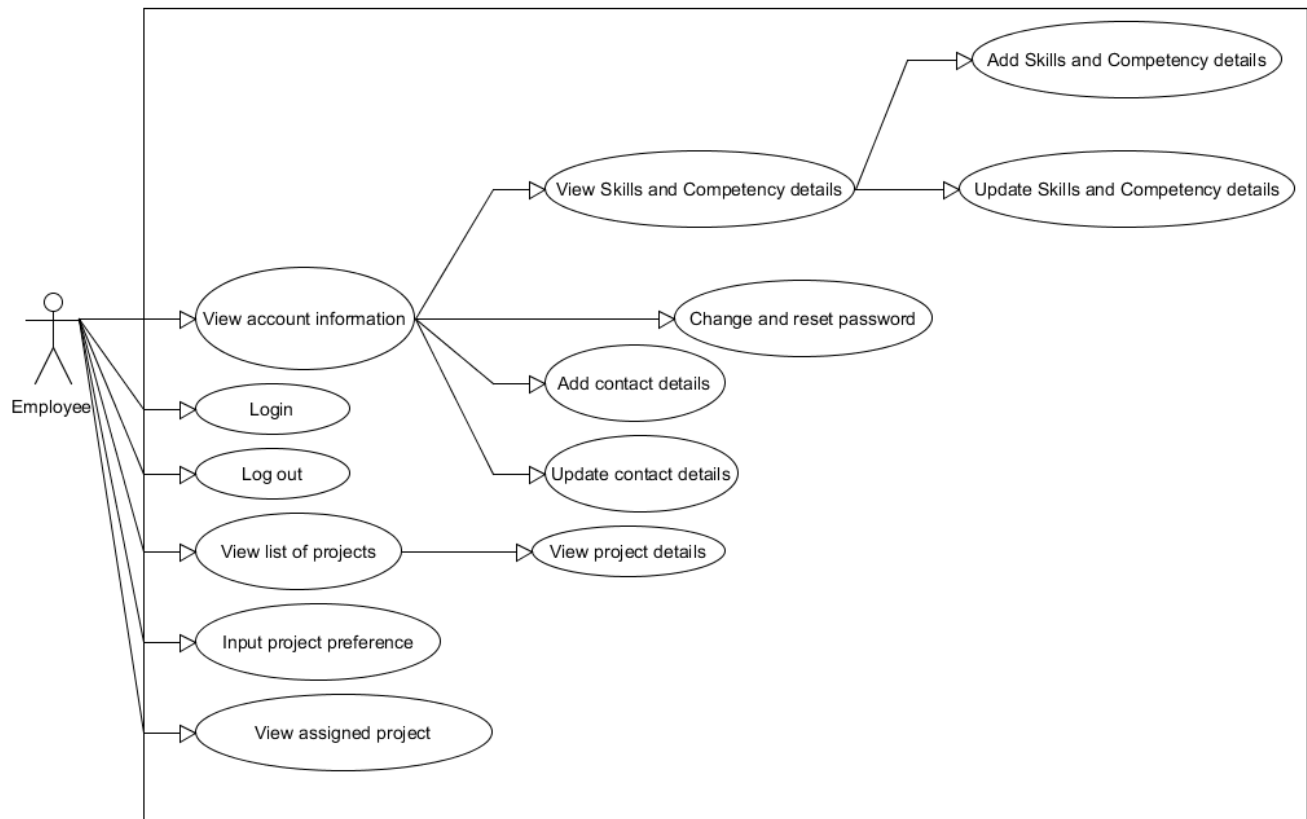 Add Skills and Competency details
View Skills and Competency details
Update Skills and Competency details
View account information
Change and reset password
Add contact details
Employee
Login
Log out
Update contact details
View list of projects
View project details
Input project preference
View assigned project